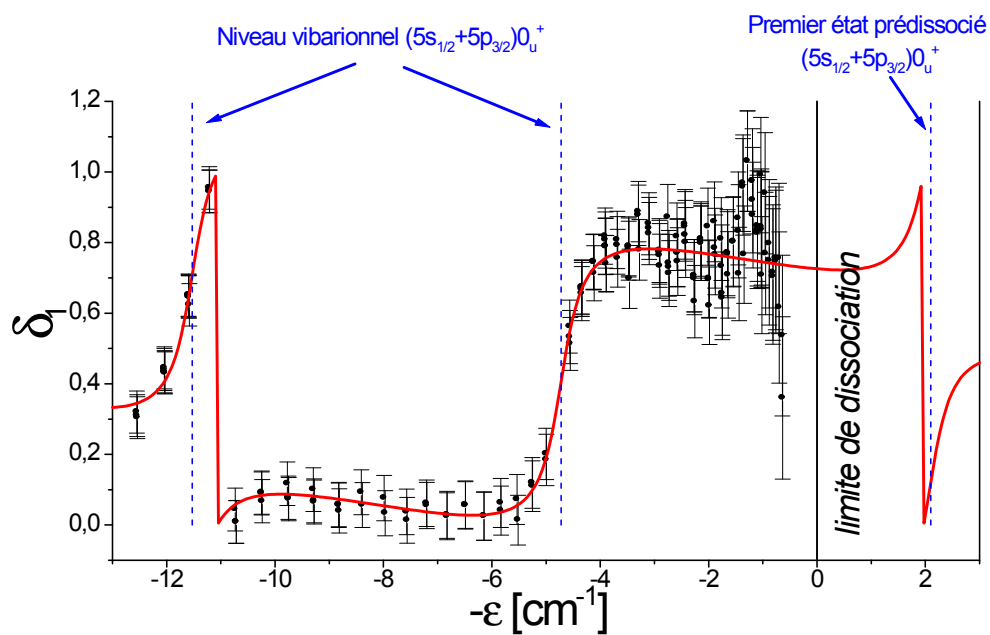 Niveau vibarionnel (5s1/2+5p3/2)0u+
Premier état prédissocié
(5s1/2+5p3/2)0u+
1,2
1,0
0,8
0,6
0,4
0,2
0,0
δ1
limite de dissociation
-12
-10
-8
-6
-4
-2
0
2
-ε [cm-1]